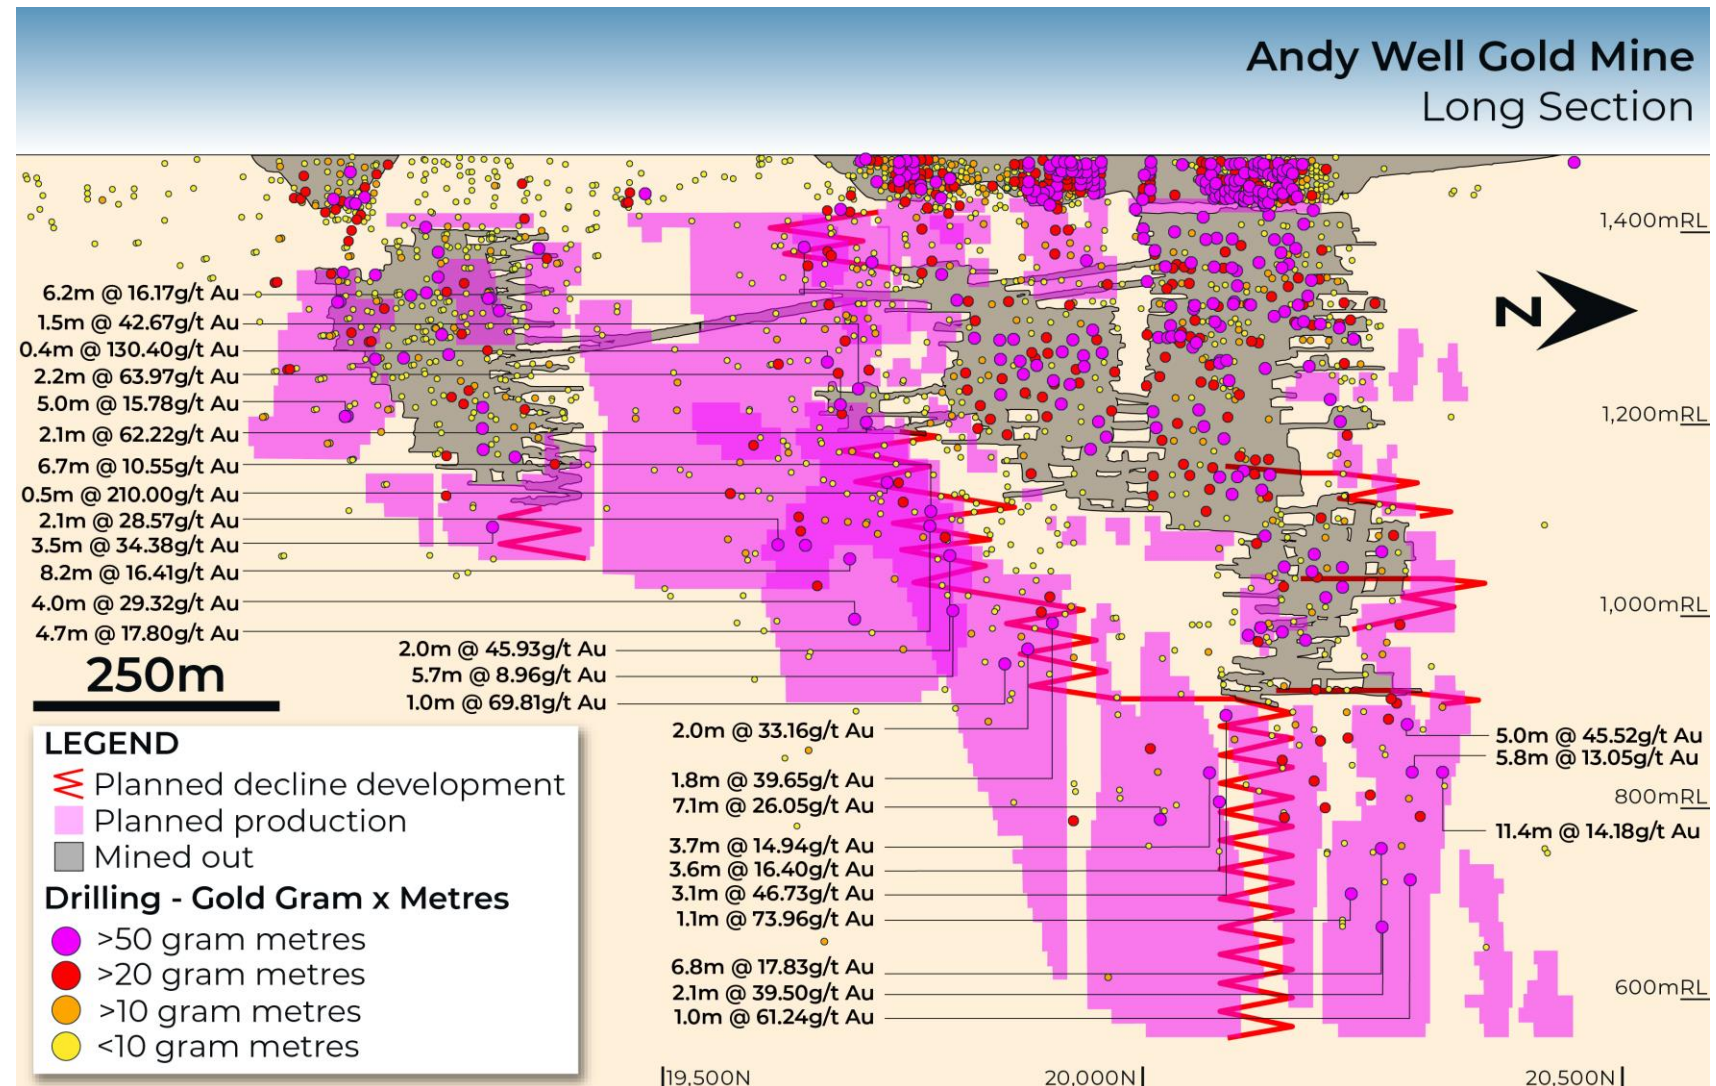 Andy Well Gold Mine
Long Section
1,400mRL
N
6.2m @ 16.17g/t Au
1.5m @ 42.67g/t Au
0.4m @ 130.40g/t Au
2.2m @ 63.97g/t Au
5.0m @ 15.78g/t Au
2.1m @ 62.22g/t Au
1,200mRL
6.7m @ 10.55g/t Au
0.5m @ 210.00g/t Au
2.1m @ 28.57g/t Au
3.5m @ 34.38g/t Au
8.2m @ 16.41g/t Au
4.0m @ 29.32g/t Au
4.7m @ 17.80g/t Au
1,000mRL
2.0m @ 45.93g/t Au
5.7m @ 8.96g/t Au
1.0m @ 69.81g/t Au
250m
2.0m @ 33.16g/t Au
1.8m @ 39.65g/t Au
7.1m @ 26.05g/t Au
3.7m @ 14.94g/t Au
3.6m @ 16.40g/t Au
3.1m @ 46.73g/t Au
1.1m @ 73.96g/t Au
6.8m @ 17.83g/t Au
2.1m @ 39.50g/t Au
1.0m @ 61.24g/t Au
5.0m @ 45.52g/t Au
5.8m @ 13.05g/t Au
800mRL
11.4m @ 14.18g/t Au
600mRL
LEGEND
Planned decline development
Planned production
Mined out
Drilling - Gold Gram x Metres
>50 gram metres
>20 gram metres
>10 gram metres
<10 gram metres
19,500N
20,000N
20,500N